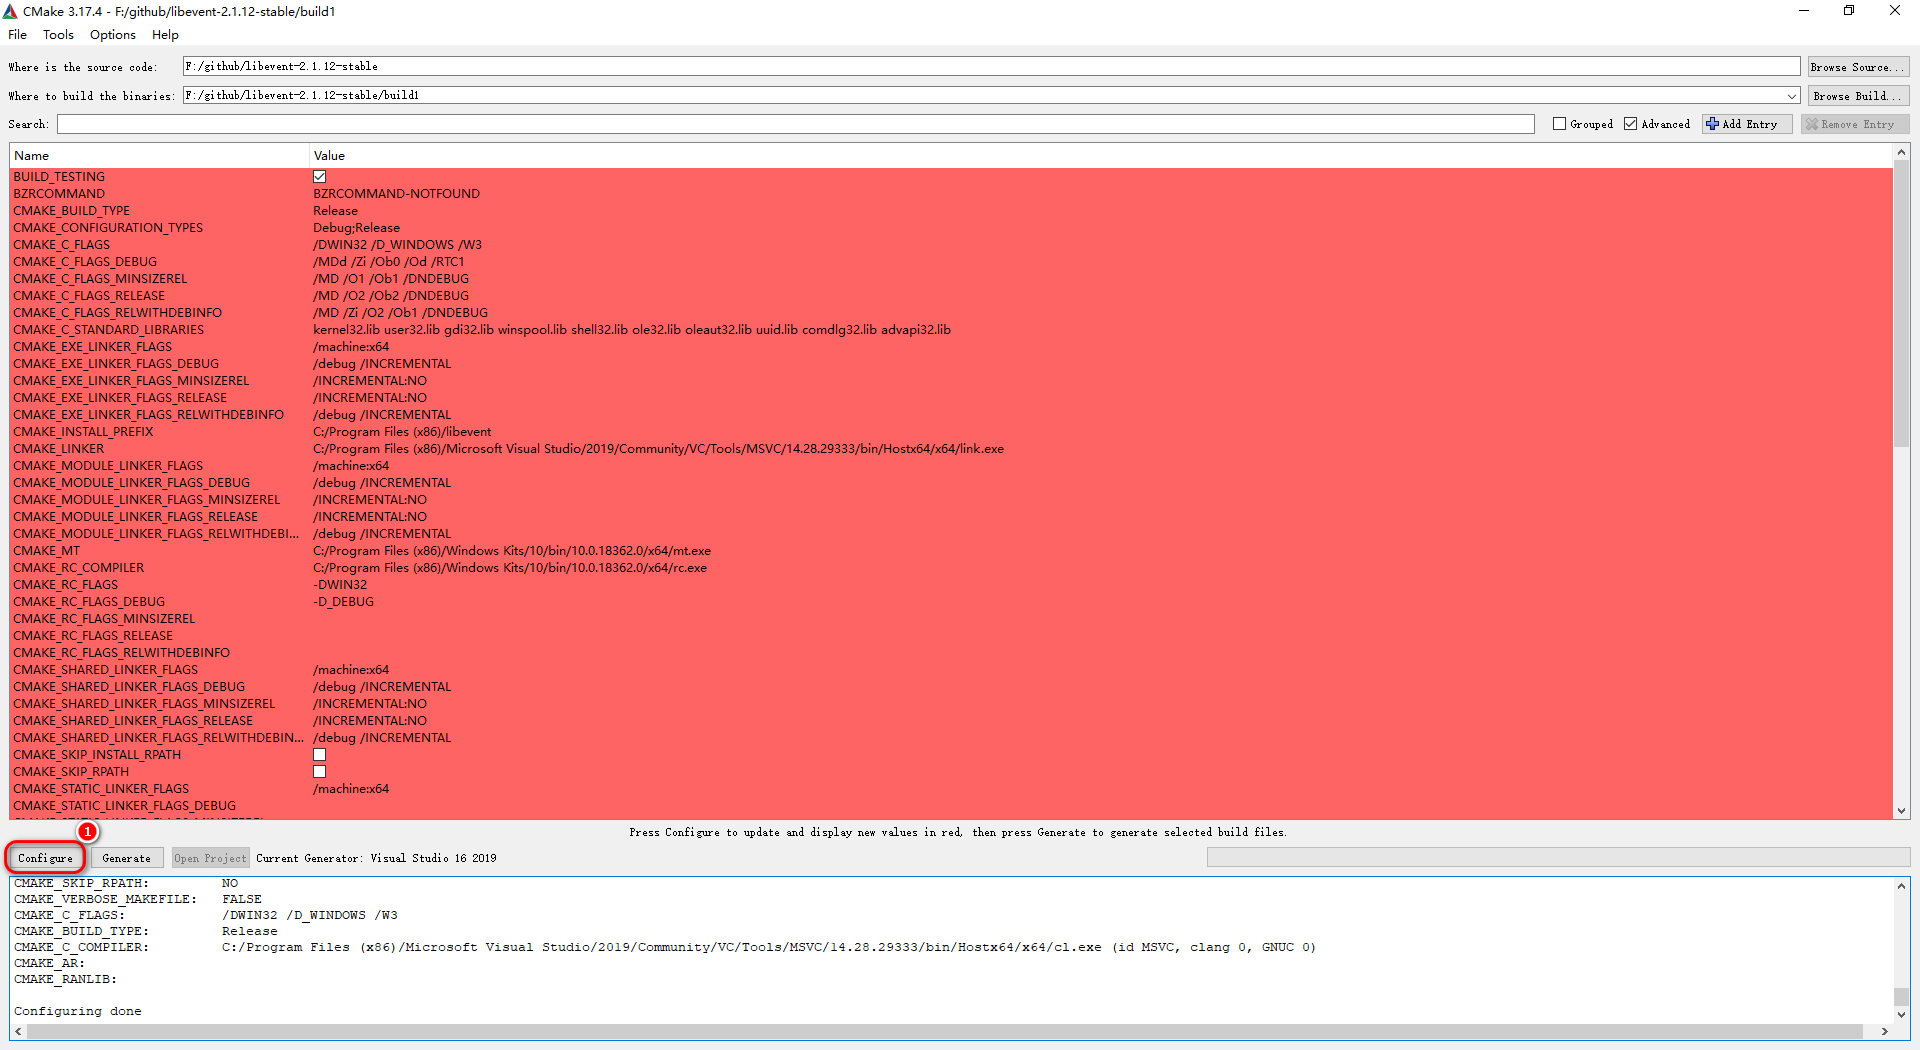 CMake 3.17.4 - F:/github/libevent-2.1.12-stable/build1
File Tools Options Help
Where is the source code: F:/github/libevent-2.1.12-stable Browse Source...
Where to build the binaries: F:/github/libevent-2.1.12-stable/build1 Browse Build...
Search: Grouped Advanced Add Entry Remove Entry
Name Value
BUILD_TESTING
BZRCOMMAND BZRCOMMAND-NOTFOUND
CMAKE_BUILD_TYPE Release
CMAKE_CONFIGURATION_TYPES Debug;Release
CMAKE_C_FLAGS /DWIN32 /D_WINDOWS /W3
CMAKE_C_FLAGS_DEBUG /MDd /Zi /Ob0 /Od /RTC1
CMAKE_C_FLAGS_MINSIZEREL /MD /O1 /Ob1 /DNDEBUG
CMAKE_C_FLAGS_RELEASE /MD /O2 /Ob2 /DNDEBUG
CMAKE_C_FLAGS_RELWITHDEBINFO /MD /Zi /O2 /Ob1 /DNDEBUG
CMAKE_C_STANDARD_LIBRARIES kernel32.lib user32.lib gdi32.lib winspool.lib shell32.lib ole32.lib oleaut32.lib uuid.lib comdlg32.lib advapi32.lib
CMAKE_EXE_LINKER_FLAGS /machine:x64
CMAKE_EXE_LINKER_FLAGS_DEBUG /debug /INCREMENTAL
CMAKE_EXE_LINKER_FLAGS_MINSIZEREL /INCREMENTAL:NO
CMAKE_EXE_LINKER_FLAGS_RELEASE /INCREMENTAL:NO
CMAKE_EXE_LINKER_FLAGS_RELWITHDEBINFO /debug /INCREMENTAL
CMAKE_INSTALL_PREFIX C:/Program Files (x86)/libevent
CMAKE_LINKER C:/Program Files (x86)/Microsoft Visual Studio/2019/Community/VC/Tools/MSVC/14.28.29333/bin/Hostx64/x64/link.exe
CMAKE_MODULE_LINKER_FLAGS /machine:x64
CMAKE_MODULE_LINKER_FLAGS_DEBUG /debug /INCREMENTAL
CMAKE_MODULE_LINKER_FLAGS_MINSIZEREL /INCREMENTAL:NO
CMAKE_MODULE_LINKER_FLAGS_RELEASE /INCREMENTAL:NO
CMAKE_MODULE_LINKER_FLAGS_RELWITHDEBI... /debug /INCREMENTAL
CMAKE_MT C:/Program Files (x86)/Windows Kits/10/bin/10.0.18362.0/x64/mt.exe
CMAKE_RC_COMPILER C:/Program Files (x86)/Windows Kits/10/bin/10.0.18362.0/x64/rc.exe
CMAKE_RC_FLAGS -DWIN32
CMAKE_RC_FLAGS_DEBUG -D_DEBUG
CMAKE_RC_FLAGS_MINSIZEREL
CMAKE_RC_FLAGS_RELEASE
CMAKE_RC_FLAGS_RELWITHDEBINFO
CMAKE_SHARED_LINKER_FLAGS /machine:x64
CMAKE_SHARED_LINKER_FLAGS_DEBUG /debug /INCREMENTAL
CMAKE_SHARED_LINKER_FLAGS_MINSIZEREL /INCREMENTAL:NO
CMAKE_SHARED_LINKER_FLAGS_RELEASE /INCREMENTAL:NO
CMAKE_SHARED_LINKER_FLAGS_RELWITHDEBIN... /debug /INCREMENTAL
CMAKE_SKIP_INSTALL_RPATH
CMAKE_SKIP_RPATH
CMAKE_STATIC_LINKER_FLAGS /machine:x64
CMAKE_STATIC_LINKER_FLAGS_DEBUG
1
Press Configure to update and display new values in red, then press Generate to generate selected build files.
Configure Generate Open Project Current Generator: Visual Studio 16 2019
CMAKE_SKIP_RPATH: NO
CMAKE_VERBOSE_MAKEFILE: FALSE
CMAKE_C_FLAGS: /DWIN32 /D_WINDOWS /W3
CMAKE_BUILD_TYPE: Release
CMAKE_C_COMPILER: C:/Program Files (x86)/Microsoft Visual Studio/2019/Community/VC/Tools/MSVC/14.28.29333/bin/Hostx64/x64/cl.exe (id MSVC, clang 0, GNUC 0)
CMAKE_AR:
CMAKE_RANLIB:
Configuring done